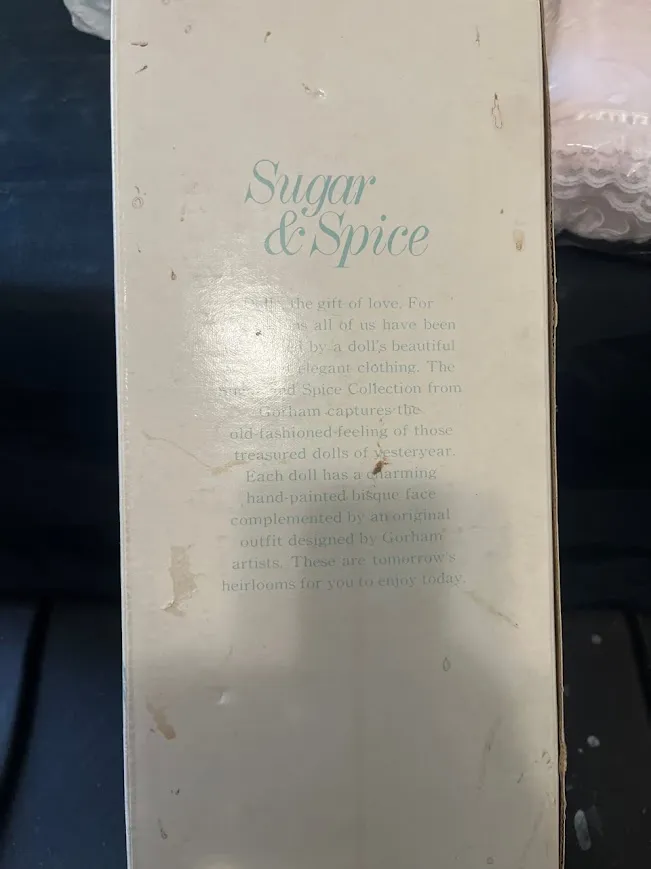 Sugar
& Spice
the gift of love. For
all of us have been
by a doll's beautiful
elegant clothing. The
and Spice Collection from
Gorham captures the
old-fashioned feeling of those
treasured dolls of yesteryear.
Each doll has a charming
hand-painted bisque face
complemented by an original
outfit designed by Gorham
artists. These are tomorrow's
heirlooms for you to enjoy today.